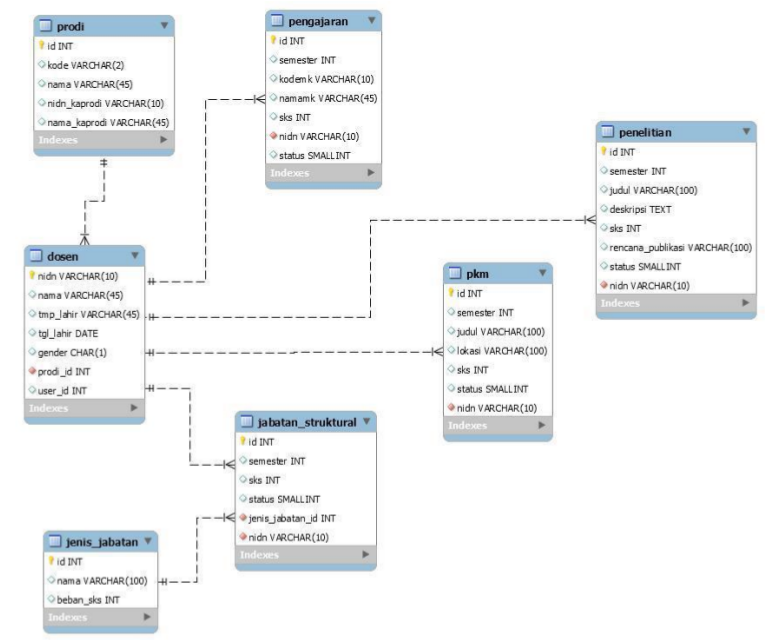 prodi
id INT
kode VARCHAR(2)
nama VARCHAR(45)
nidn_kaprodi VARCHAR(10)
nama_kaprodi VARCHAR(45)
Indexes
pengajaran
id INT
semester INT
kodemk VARCHAR(10)
namamk VARCHAR(45)
sks INT
nidn VARCHAR(10)
status SMALLINT
Indexes
penelitian
id INT
semester INT
judul VARCHAR(100)
deskripsi TEXT
sks INT
rencana_publikasi VARCHAR(100)
status SMALLINT
nidn VARCHAR(10)
Indexes
dosen
nidn VARCHAR(10)
nama VARCHAR(45)
tmp_lahir VARCHAR(45)
tgl_lahir DATE
gender CHAR(1)
prodi_id INT
user_id INT
Indexes
pkm
id INT
semester INT
judul VARCHAR(100)
lokasi VARCHAR(100)
sks INT
status SMALLINT
nidn VARCHAR(10)
Indexes
jabatan_struktural
id INT
semester INT
sks INT
status SMALLINT
jenis_jabatan_id INT
nidn VARCHAR(10)
Indexes
jenis_jabatan
id INT
nama VARCHAR(100)
beban_sks INT
Indexes